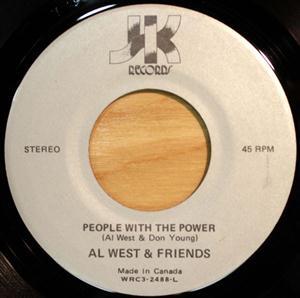 JK
RECORDS
STEREO
45 RPM
PEOPLE WITH THE POWER
(Al West & Don Young)
AL WEST & FRIENDS
Made in Canada
WRC3-2488-L